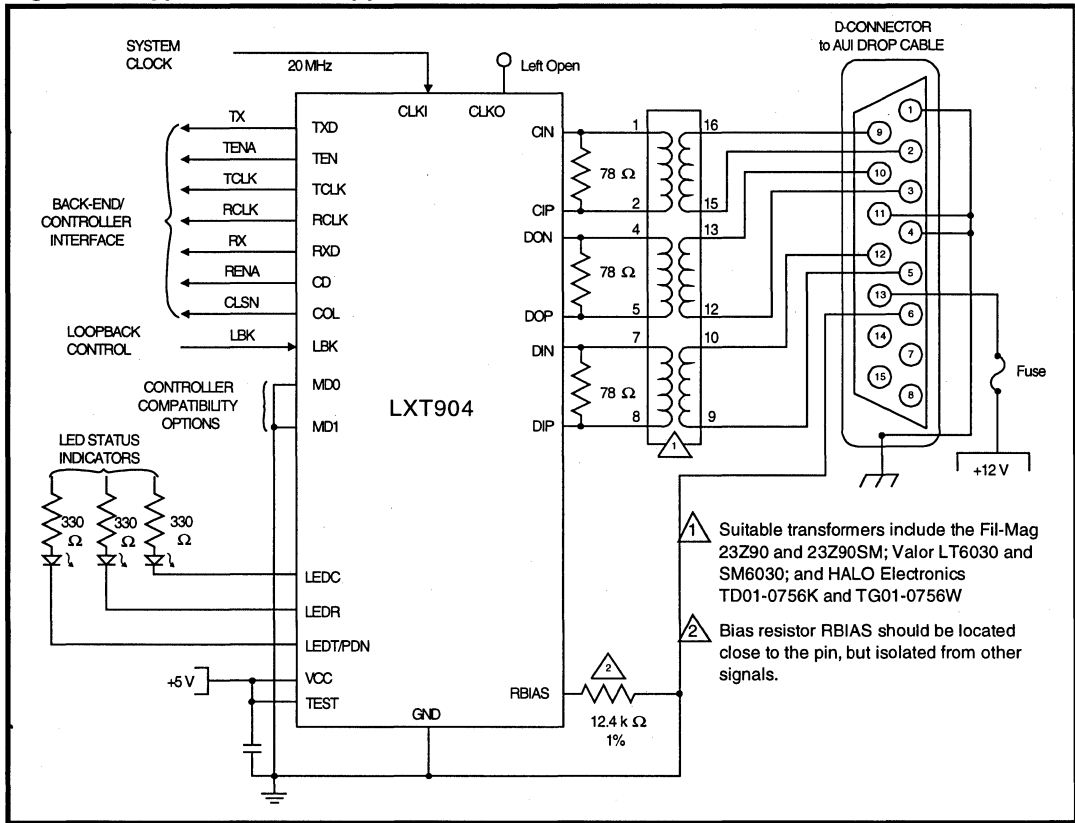 SYSTEM
CLOCK
20 MHz
Left Open
D-CONNECTOR
to AUI DROP CABLE
CLKI
CLKO
TX
TENA
TCLK
RCLK
RX
RENA
CLSN
BACK-END/
CONTROLLER
INTERFACE
TXD
TEN
TCLK
RCLK
RXD
CD
COL
LOOPBACK
CONTROL
LBK
LBK
CONTROLLER
COMPATIBILITY
OPTIONS
MD0
MD1
LXT904
LED STATUS
INDICATORS
330
Ω
330
Ω
330
Ω
LEDC
LEDR
LEDT/PDN
+5 V
VCC
TEST
GND
RBIAS
2
12.4 k Ω
1%
CIN
CIP
DON
DOP
DIN
DIP
78 Ω
78 Ω
78 Ω
1 16
2 15
4 13
5 12
7 10
8 9
1
1
9
2
10
3
11
4
12
5
13
6
14
7
15
8
Fuse
+12 V
1 Suitable transformers include the Fil-Mag
23Z90 and 23Z90SM; Valor LT6030 and
SM6030; and HALO Electronics
TD01-0756K and TG01-0756W
2 Bias resistor RBIAS should be located
close to the pin, but isolated from other
signals.